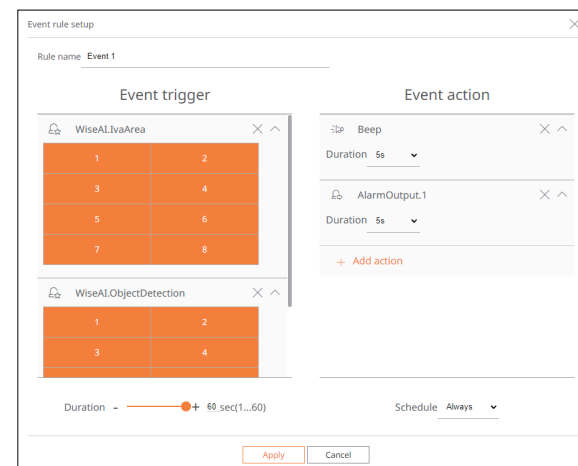 Event rule setup
Rule name Event 1
Event trigger
WiseAI.IvaArea
1 2
3 4
5 6
7 8
WiseAI.ObjectDetection
1 2
3 4
Duration - + 60 sec(1...60)
Event action
Beep
Duration 5s
AlarmOutput.1
Duration 5s
+ Add action
Schedule Always
Apply Cancel